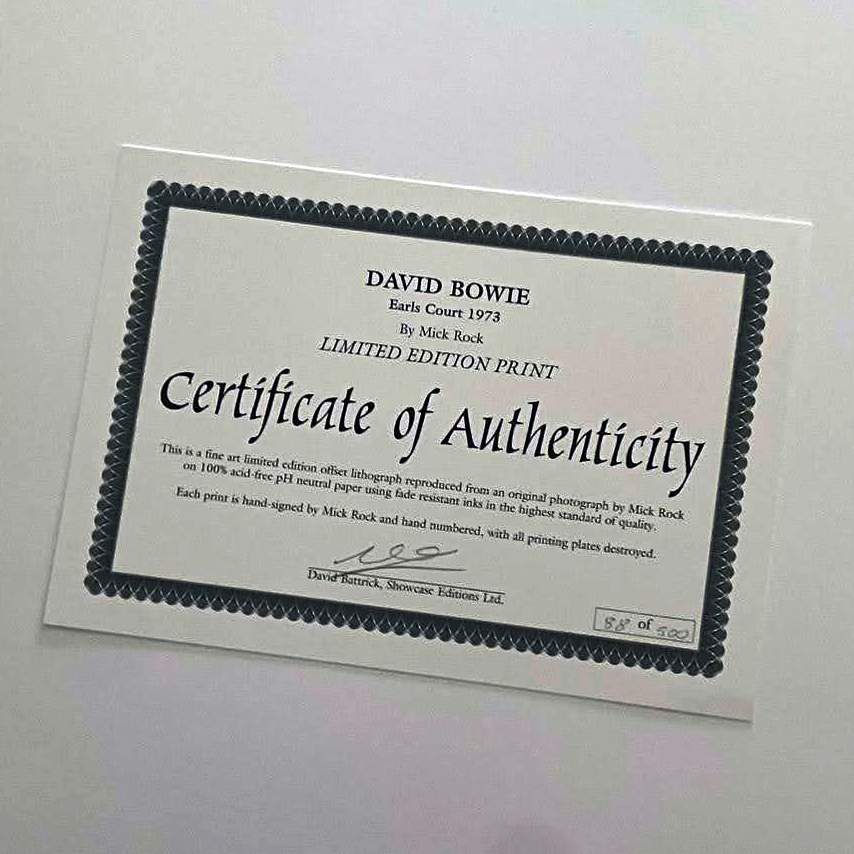 DAVID BOWIE
Earls Court 1973
By Mick Rock
LIMITED EDITION PRINT
Certificate of Authenticity
This is a fine art limited edition offset lithograph reproduced from an original photograph by Mick Rock
on 100% acid-free pH neutral paper using fade resistant inks in the highest standard of quality.
Each print is hand-signed by Mick Rock and hand numbered, with all printing plates destroyed.
David Battrick, Showcase Editions Ltd.
88 of 500